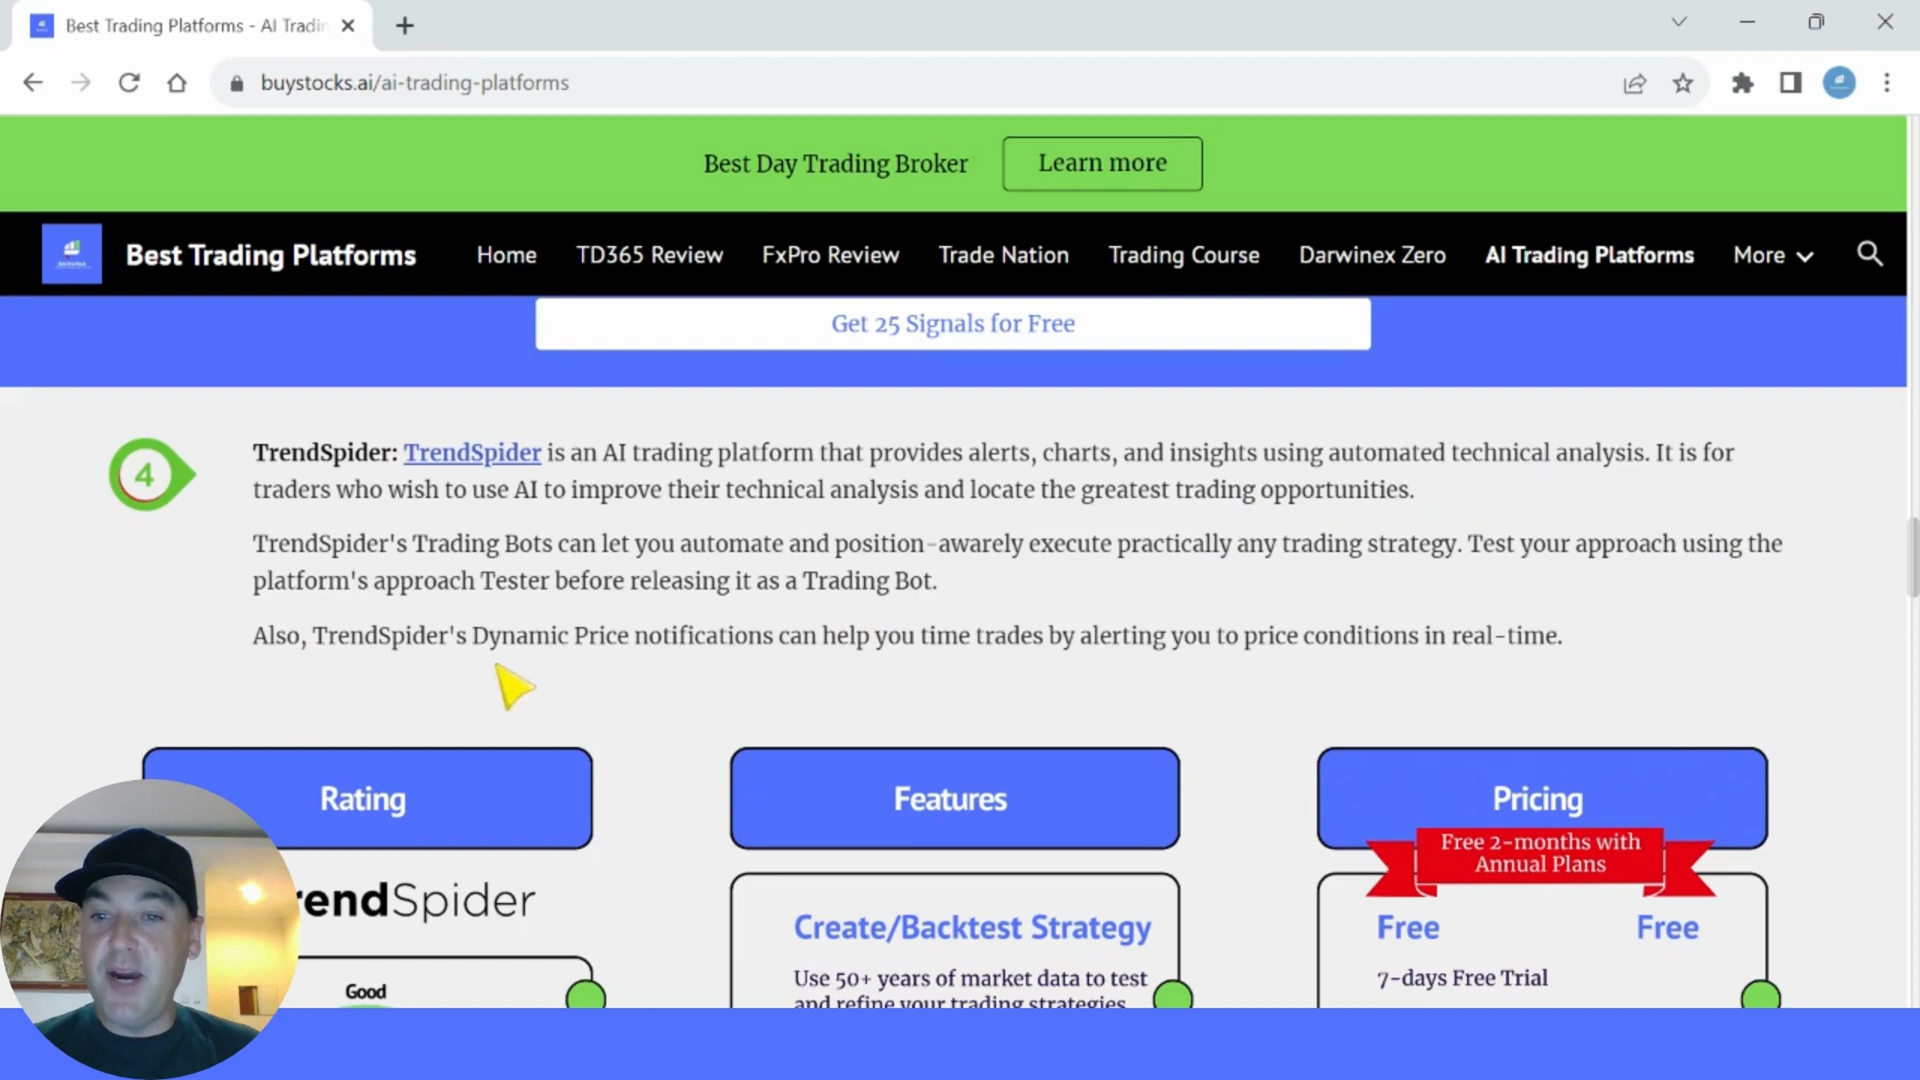 Best Trading Platforms - AI Tradin
buystocks.ai/ai-trading-platforms
Best Day Trading Broker
Learn more
Best Trading Platforms
Home
TD365 Review
FxPro Review
Trade Nation
Trading Course
Darwinex Zero
AI Trading Platforms
More
Get 25 Signals for Free
4
TrendSpider: TrendSpider is an AI trading platform that provides alerts, charts, and insights using automated technical analysis. It is for
traders who wish to use AI to improve their technical analysis and locate the greatest trading opportunities.
TrendSpider's Trading Bots can let you automate and position-awarely execute practically any trading strategy. Test your approach using the
platform's approach Tester before releasing it as a Trading Bot.
Also, TrendSpider's Dynamic Price notifications can help you time trades by alerting you to price conditions in real-time.
Rating
Features
Pricing
Free 2-months with
Annual Plans
rendSpider
Create/Backtest Strategy
Free
Free
Use 50+ years of market data to test
and refine your trading strategies
7-days Free Trial
Good